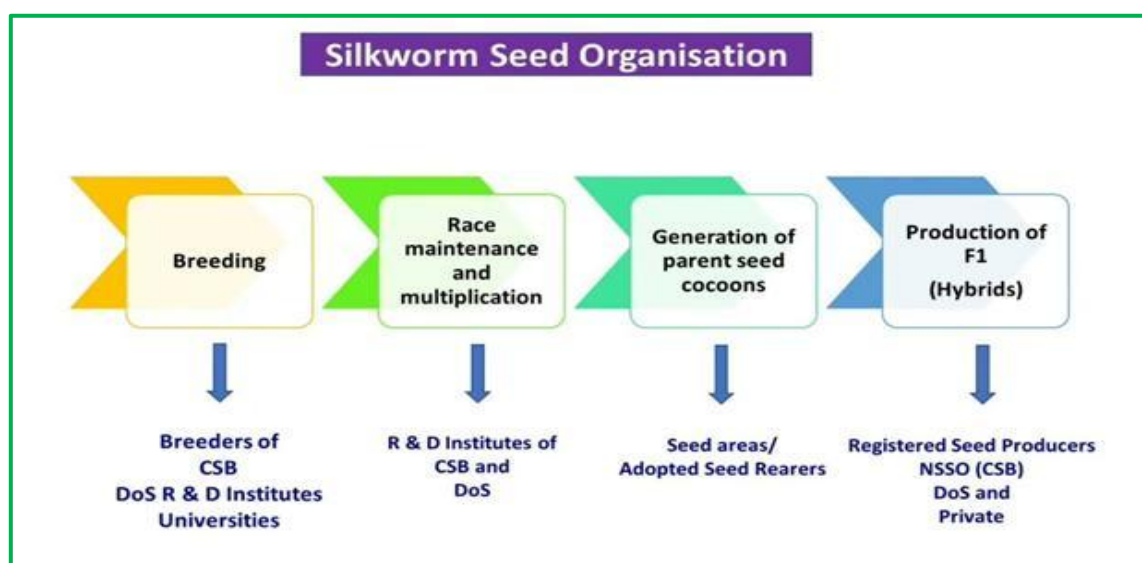 Silkworm Seed Organisation
Breeding
Race
maintenance
and
multiplication
Generation of
parent seed
cocoons
Production of
F1
(Hybrids)
Breeders of
CSB
DoS R & D Institutes
Universities
R & D Institutes of
CSB and
DoS
Seed areas/
Adopted Seed Rearers
Registered Seed Producers
NSSO (CSB)
DoS and
Private